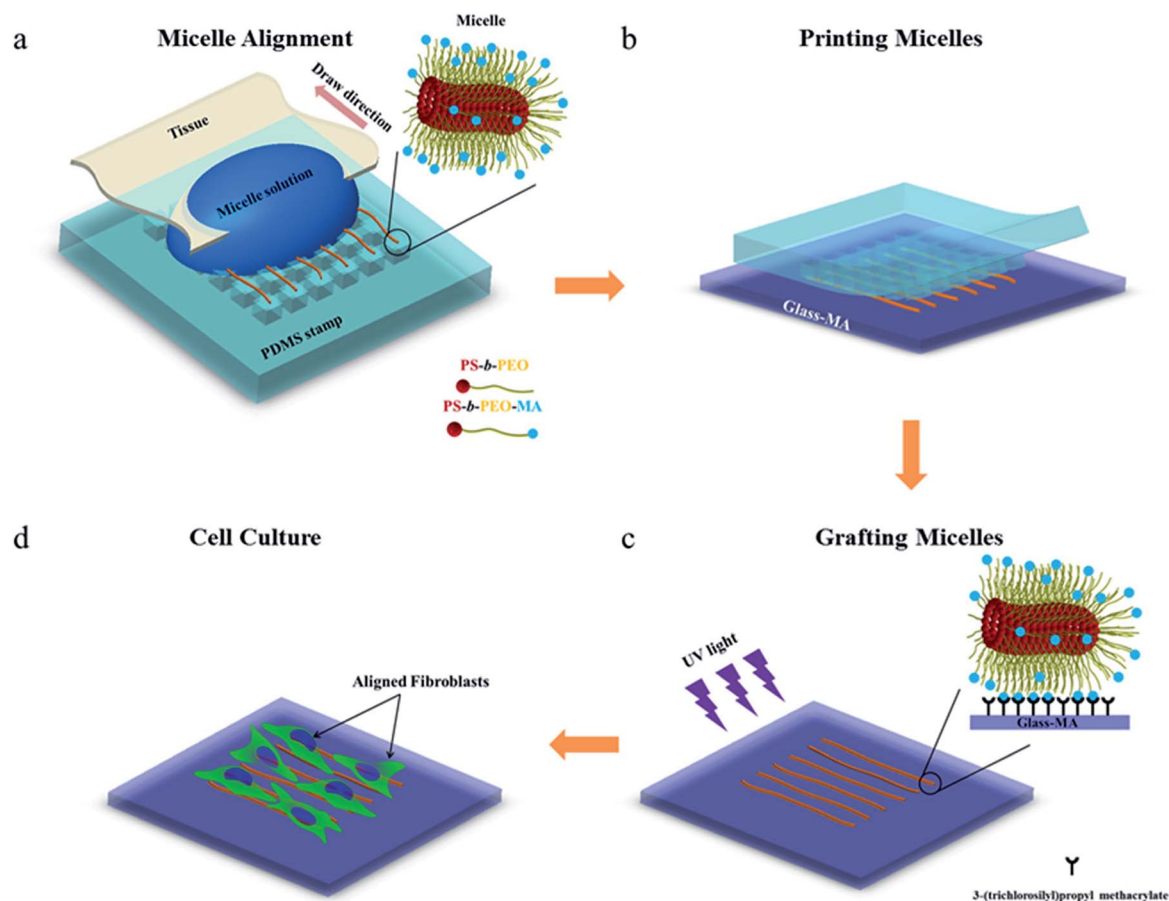 a
Micelle Alignment
Micelle
Draw direction
Tissue
Micelle solution
PDMS stamp
PS-b-PEO
PS-b-PEO-MA
b
Printing Micelles
Glass-MA
d
Cell Culture
Aligned Fibroblasts
c
Grafting Micelles
UV light
Glass-MA
3-(trichlorosilyl)propyl methacrylate